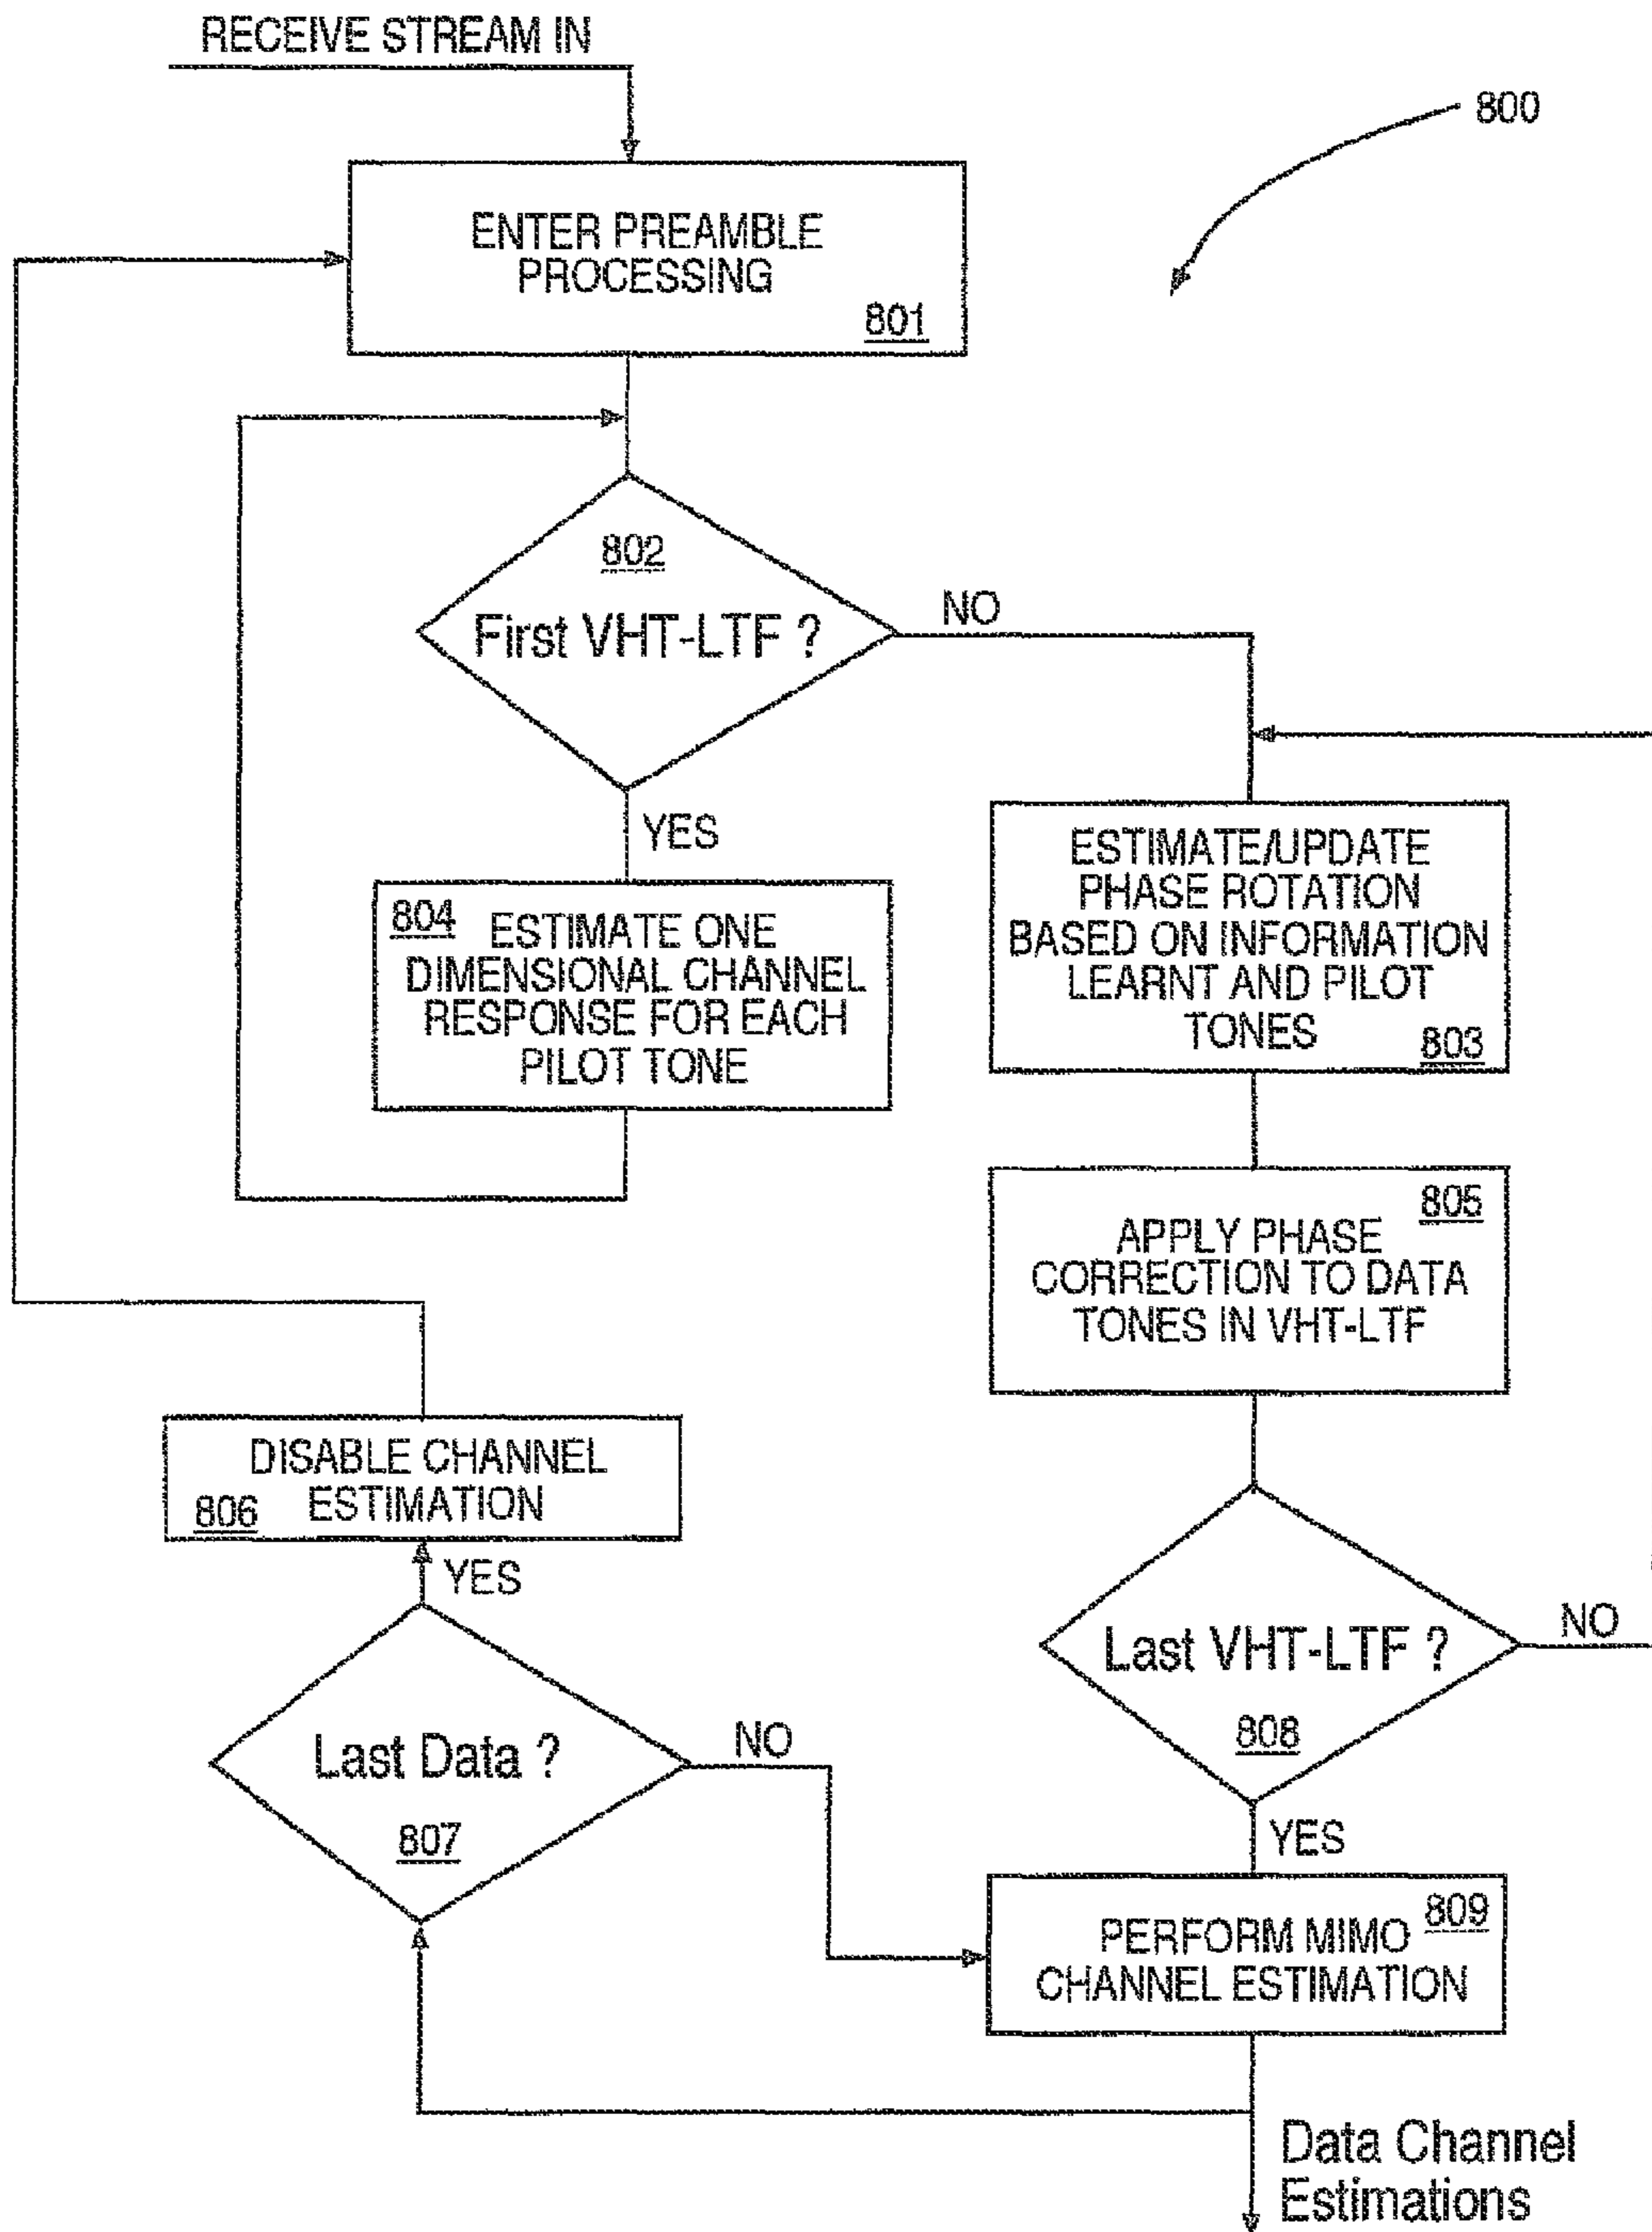 RECEIVE STREAM IN
800
ENTER PREAMBLE
PROCESSING
801
802
First VHT-LTF ?
NO
YES
804
ESTIMATE ONE
DIMENSIONAL CHANNEL
RESPONSE FOR EACH
PILOT TONE
ESTIMATE/UPDATE
PHASE ROTATION
BASED ON INFORMATION
LEARNT AND PILOT
TONES
803
805
APPLY PHASE
CORRECTION TO DATA
TONES IN VHT-LTF
DISABLE CHANNEL
ESTIMATION
806
YES
Last Data ?
807
NO
Last VHT-LTF ?
808
NO
YES
809
PERFORM MIMO
CHANNEL ESTIMATION
Data Channel
Estimations